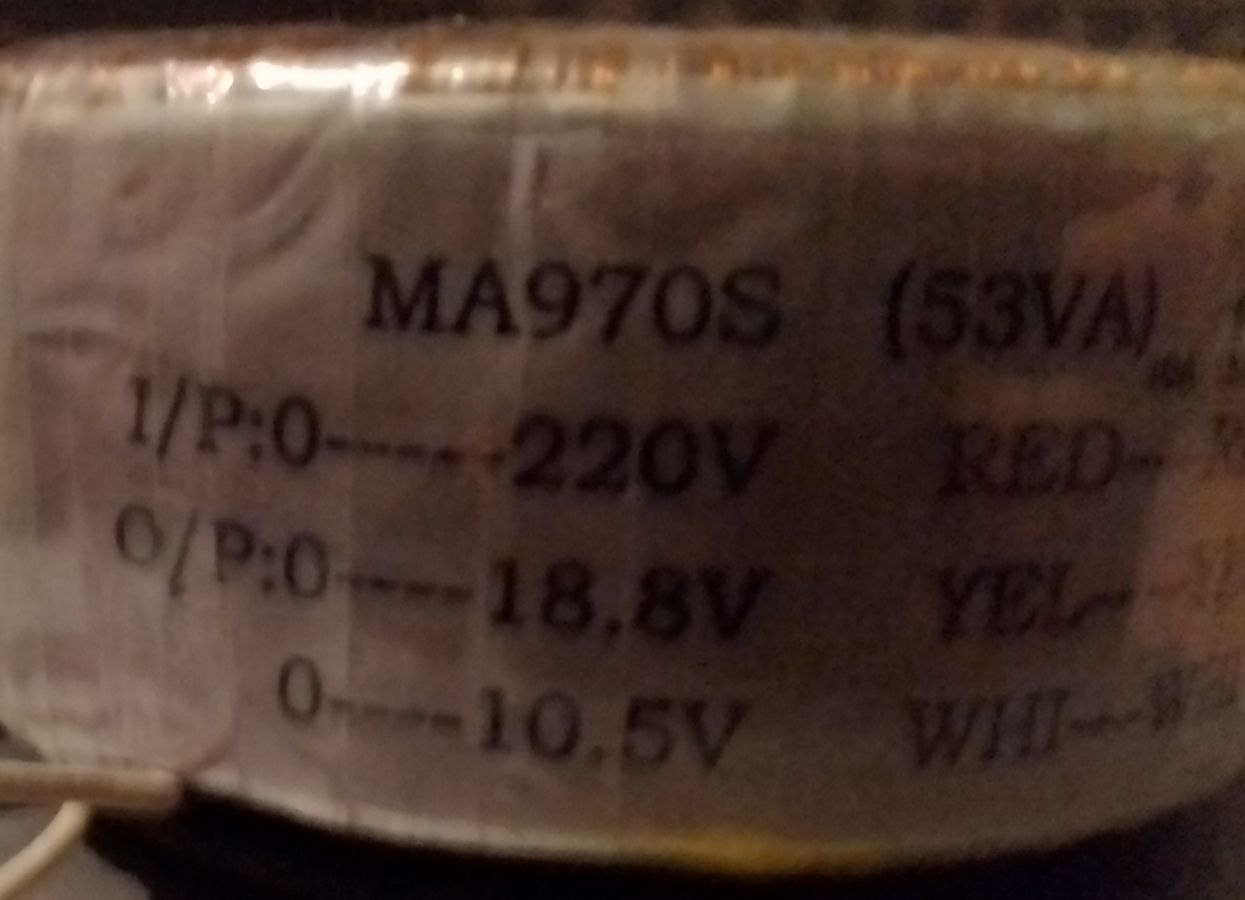 MA970S (53VA)
I/P:0------220V RED--
O/P:0----18.8V YEL--
0----10.5V WHI---W